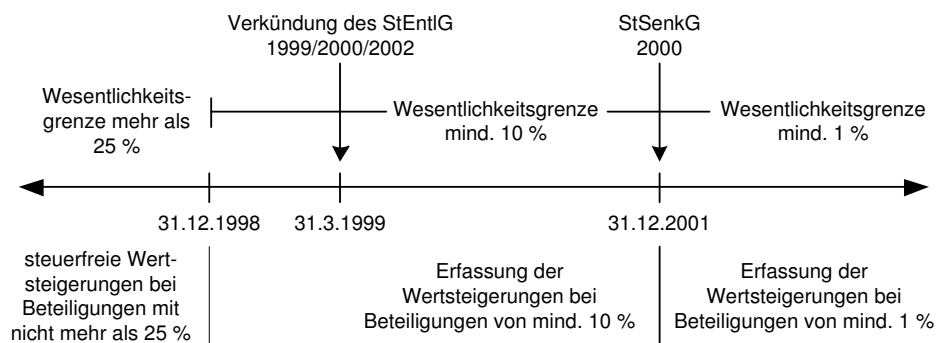 Verkündung des StEntlG
1999/2000/2002
StSenkG
2000
Wesentlichkeits-
grenze mehr als
25 %
Wesentlichkeitsgrenze
mind. 10 %
Wesentlichkeitsgrenze
mind. 1 %
31.12.1998
31.3.1999
31.12.2001
steuerfreie Wert-
steigerungen bei
Beteiligungen mit
nicht mehr als 25 %
Erfassung der
Wertsteigerungen bei
Beteiligungen von mind. 10 %
Erfassung der
Wertsteigerungen bei
Beteiligungen von mind. 1 %